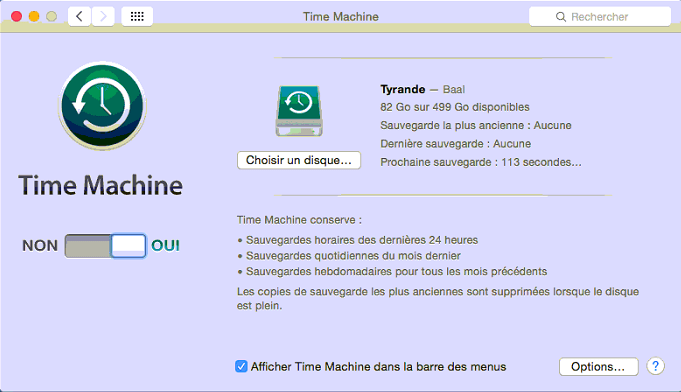 Time Machine
Rechercher
Tyrande — Baal
82 Go sur 499 Go disponibles
Sauvegarde la plus ancienne : Aucune
Dernière sauvegarde : Aucune
Prochaine sauvegarde : 113 secondes…
Choisir un disque…
Time Machine
NON OUI
Time Machine conserve :
• Sauvegardes horaires des dernières 24 heures
• Sauvegardes quotidiennes du mois dernier
• Sauvegardes hebdomadaires pour tous les mois précédents
Les copies de sauvegarde les plus anciennes sont supprimées lorsque le disque
est plein.
Afficher Time Machine dans la barre des menus
Options… ?